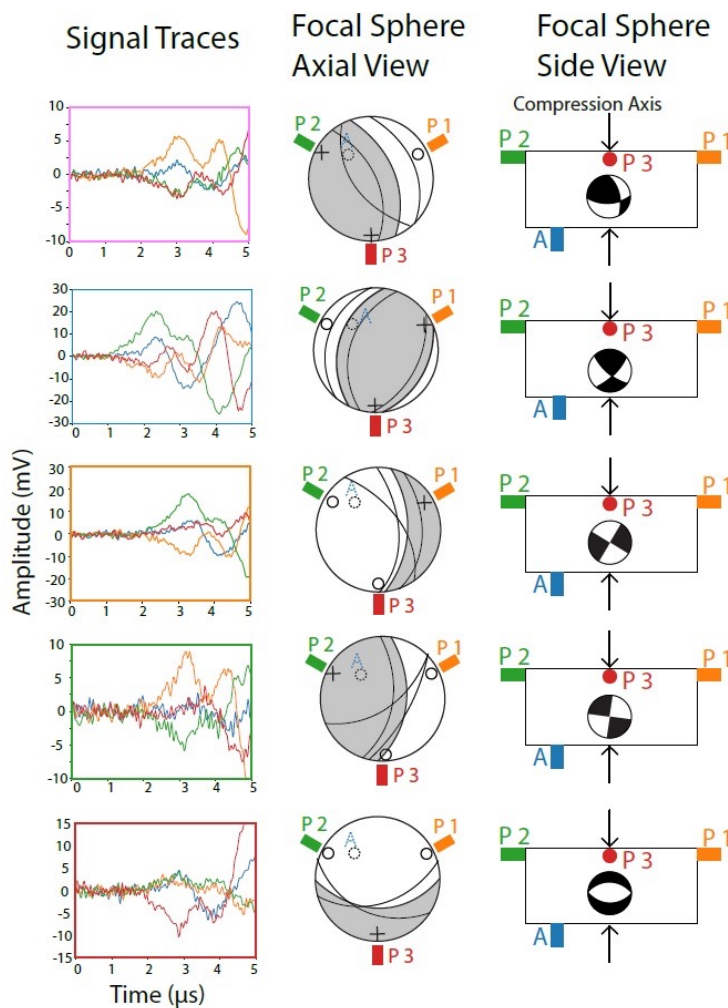 Signal Traces
Focal Sphere
Axial View
Focal Sphere
Side View
Compression Axis
Amplitude (mV)
10
5
0
-5
-10
0 1 2 3 4 5
P 2
A
P 1
P 3
P 2
P 1
P 3
A
30
20
10
0
-10
-20
-30
0 1 2 3 4 5
P 2
A
P 1
P 3
P 2
P 1
P 3
A
30
20
10
0
-10
-20
-30
0 1 2 3 4 5
P 2
A
P 1
P 3
P 2
P 1
P 3
A
10
5
0
-5
-10
0 1 2 3 4 5
P 2
A
P 1
P 3
P 2
P 1
P 3
A
15
10
5
0
-5
-10
-15
0 1 2 3 4 5
P 2
A
P 1
P 3
P 2
P 1
P 3
A
Time (μs)